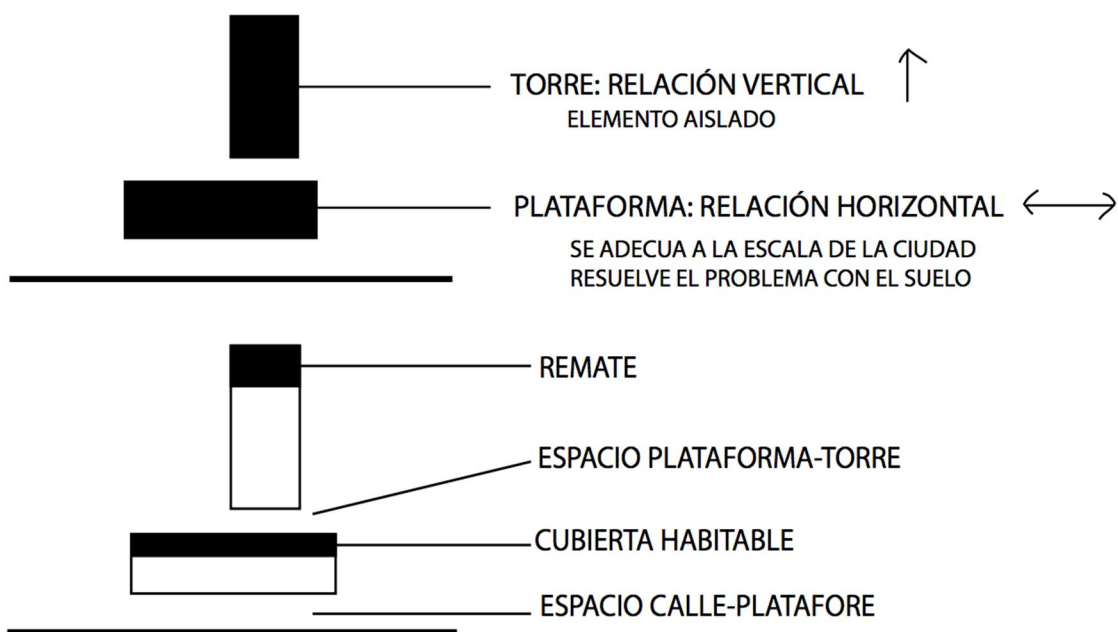 TORRE: RELACIÓN VERTICAL
ELEMENTO AISLADO
PLATAFORMA: RELACIÓN HORIZONTAL
SE ADECUA A LA ESCALA DE LA CIUDAD
RESUELVE EL PROBLEMA CON EL SUELO
REMATE
ESPACIO PLATAFORMA-TORRE
CUBIERTA HABITABLE
ESPACIO CALLE-PLATAFORE